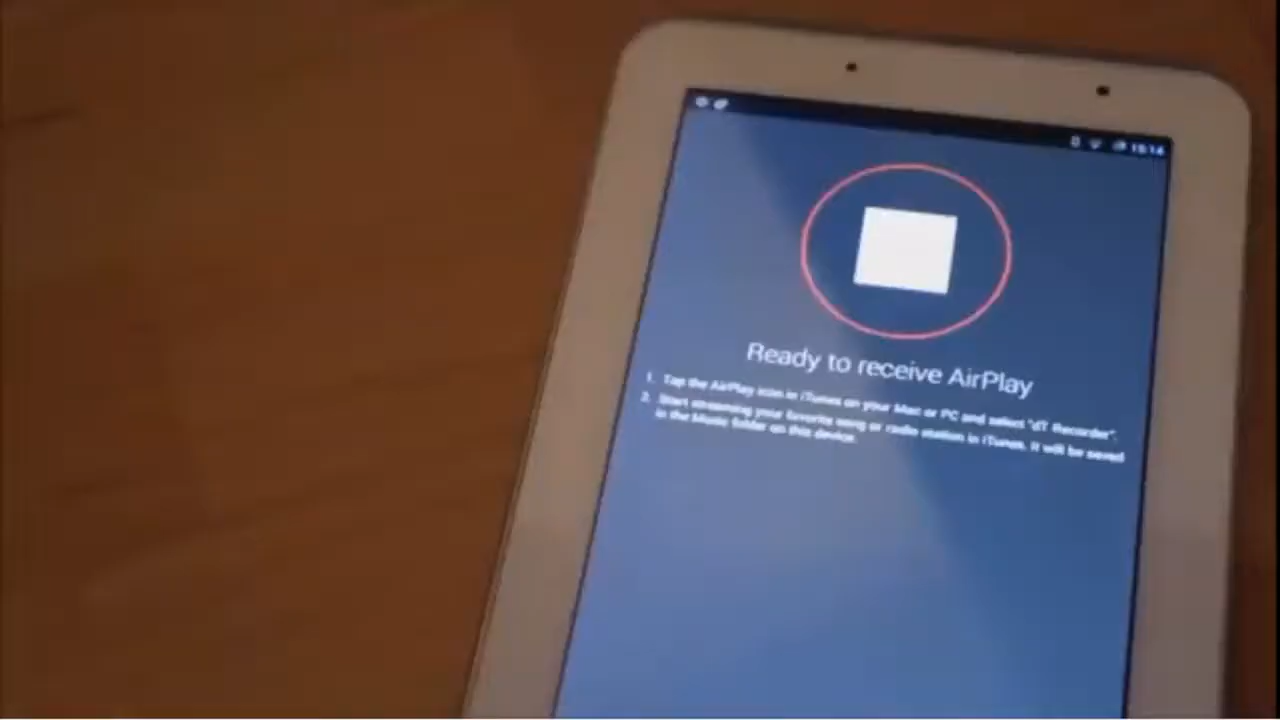 15:14
Ready to receive AirPlay
1. Tap the AirPlay icon in iTunes on your Mac or PC and select "dT Recorder".
2. Start streaming your favorite song or radio station in iTunes. It will be saved
in the Music folder on this device.